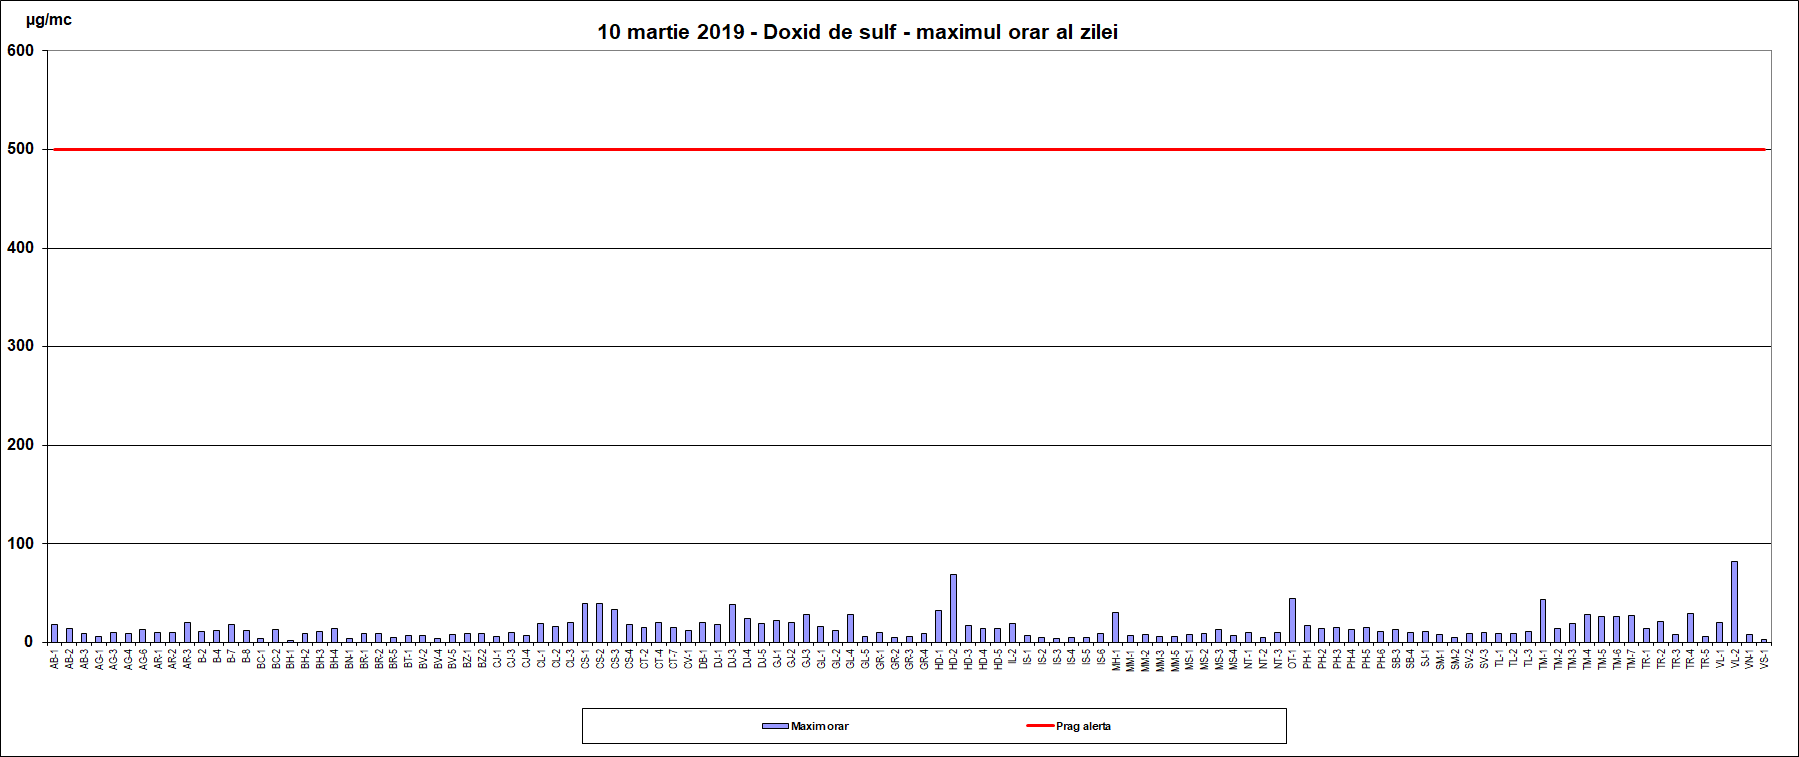 µg/mc
10 martie 2019 - Doxid de sulf - maximul orar al zilei
600
500
400
300
200
100
0
AB-1 AB-2 AB-3 AG-1 AG-3 AG-4 AG-6 AR-1 AR-2 AR-3 B-2 B-4 B-7 B-8 BC-1 BC-2 BH-1 BH-2 BH-3 BH-4 BN-1 BR-1 BR-2 BR-5 BT-1 BV-2 BV-4 BV-5 BZ-1 BZ-2 CJ-1 CJ-3 CJ-4 CL-1 CL-2 CL-3 CS-1 CS-2 CS-3 CS-4 CT-2 CT-4 CT-7 CV-1 DB-1 DJ-1 DJ-3 DJ-4 DJ-5 GJ-1 GJ-2 GJ-3 GL-1 GL-2 GL-4 GL-5 GR-1 GR-2 GR-3 GR-4 HD-1 HD-2 HD-3 HD-4 HD-5 IL-2 IS-1 IS-2 IS-3 IS-4 IS-5 IS-6 MH-1 MM-1 MM-2 MM-3 MM-5 MS-1 MS-2 MS-3 MS-4 NT-1 NT-2 NT-3 OT-1 PH-1 PH-2 PH-3 PH-4 PH-5 PH-6 SB-3 SB-4 SJ-1 SM-1 SM-2 SV-2 SV-3 TL-1 TL-2 TL-3 TM-1 TM-2 TM-3 TM-4 TM-5 TM-6 TM-7 TR-1 TR-2 TR-3 TR-4 TR-5 VL-1 VL-2 VN-1 VS-1
Maxim orar Prag alerta